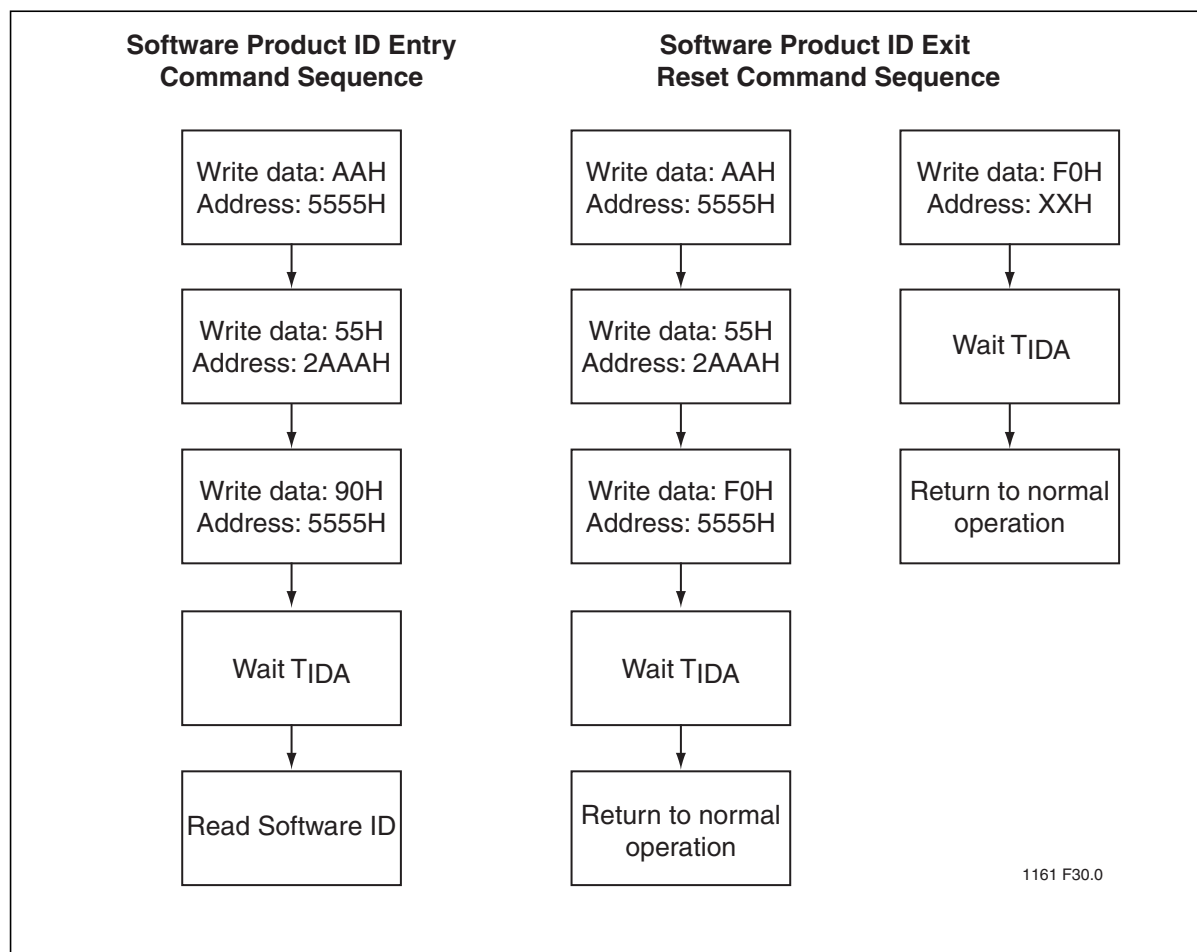 Software Product ID Entry
Command Sequence
Write data: AAH
Address: 5555H
Write data: 55H
Address: 2AAAH
Write data: 90H
Address: 5555H
Wait TIDA
Read Software ID
Software Product ID Exit
Reset Command Sequence
Write data: AAH
Address: 5555H
Write data: 55H
Address: 2AAAH
Write data: F0H
Address: 5555H
Wait TIDA
Return to normal
operation
Write data: F0H
Address: XXH
Wait TIDA
Return to normal
operation
1161 F30.0